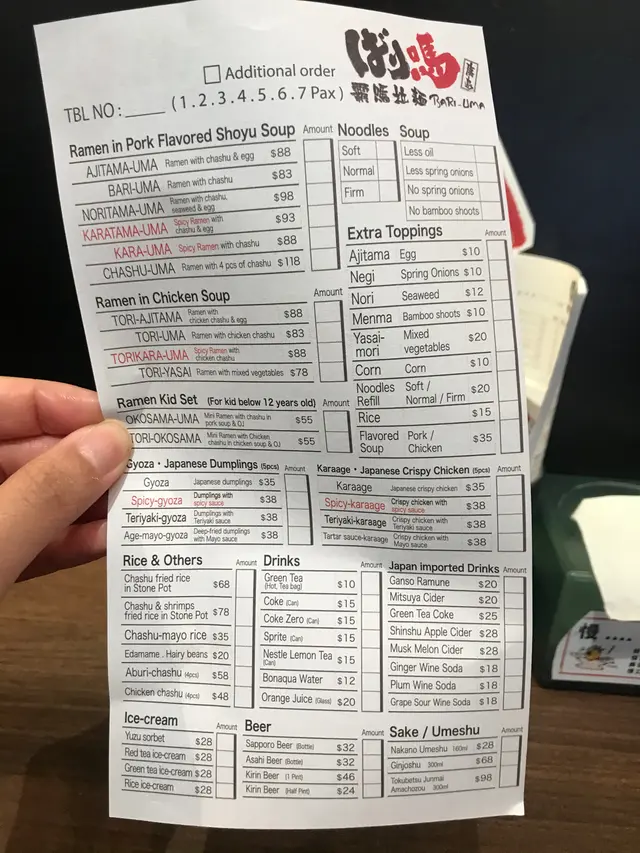 Additional order
ばり嗎
廣島
覇嗎拉麺 BARI-UMA
TBL NO : ____ ( 1 . 2 . 3 . 4 . 5 . 6 . 7 Pax )
Ramen in Pork Flavored Shoyu Soup Amount
AJITAMA-UMA Ramen with chashu & egg $88
BARI-UMA Ramen with chashu $83
NORITAMA-UMA Ramen with chashu, seaweed & egg $98
KARATAMA-UMA Spicy Ramen with chashu & egg $93
KARA-UMA Spicy Ramen with chashu $88
CHASHU-UMA Ramen with 4 pcs of chashu $118
Noodles
Soft
Normal
Firm
Soup
Less oil
Less spring onions
No spring onions
No bamboo shoots
Extra Toppings Amount
Ajitama Egg $10
Negi Spring Onions $10
Nori Seaweed $12
Menma Bamboo shoots $10
Yasai-mori Mixed vegetables $20
Corn Corn $10
Noodles Refill Soft / Normal / Firm $20
Rice $15
Flavored Soup Pork / Chicken $35
Ramen in Chicken Soup Amount
TORI-AJITAMA Ramen with chicken chashu & egg $88
TORI-UMA Ramen with chicken chashu $83
TORIKARA-UMA Spicy Ramen with chicken chashu $88
TORI-YASAI Ramen with mixed vegetables $78
Ramen Kid Set (For kid below 12 years old) Amount
OKOSAMA-UMA Mini Ramen with chashu in pork soup & OJ $55
TORI-OKOSAMA Mini Ramen with Chicken chashu in chicken soup & OJ $55
Gyoza・Japanese Dumplings (5pcs) Amount
Gyoza Japanese dumplings $35
Spicy-gyoza Dumplings with spicy sauce $38
Teriyaki-gyoza Dumplings with Teriyaki sauce $38
Age-mayo-gyoza Deep-fried dumplings with Mayo sauce $38
Karaage・Japanese Crispy Chicken (5pcs) Amount
Karaage Japanese crispy chicken $35
Spicy-karaage Crispy chicken with spicy sauce $38
Teriyaki-karaage Crispy chicken with Teriyaki sauce $38
Tartar sauce-karaage Crispy chicken with Mayo sauce $38
Rice & Others Amount
Chashu fried rice in Stone Pot $68
Chashu & shrimps fried rice in Stone Pot $78
Chashu-mayo rice $35
Edamame . Hairy beans $20
Aburi-chashu (4pcs) $58
Chicken chashu (4pcs) $48
Drinks Amount
Green Tea (Hot, Tea bag) $10
Coke (Can) $15
Coke Zero (Can) $15
Sprite (Can) $15
Nestle Lemon Tea (Can) $15
Bonaqua Water $12
Orange Juice (Glass) $20
Japan imported Drinks Amount
Ganso Ramune $20
Mitsuya Cider $20
Green Tea Coke $25
Shinshu Apple Cider $28
Musk Melon Cider $28
Ginger Wine Soda $18
Plum Wine Soda $18
Grape Sour Wine Soda $18
Ice-cream Amount
Yuzu sorbet $28
Red tea ice-cream $28
Green tea ice-cream $28
Rice ice-cream $28
Beer Amount
Sapporo Beer (Bottle) $32
Asahi Beer (Bottle) $32
Kirin Beer (1 Pint) $46
Kirin Beer (Half Pint) $24
Sake / Umeshu Amount
Nakano Umeshu 160ml $28
Ginjoshu 300ml $68
Tokubetsu Junmai Amachozou 300ml $98
慢 .....